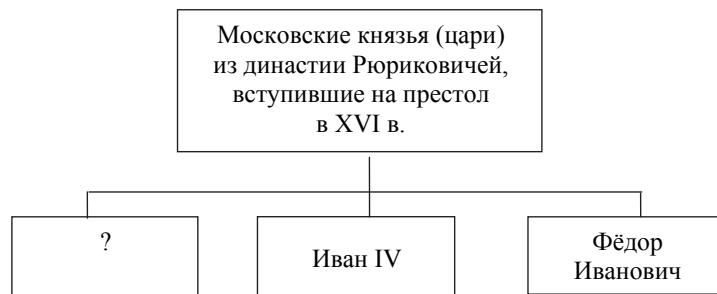 Московские князья (цари)
из династии Рюриковичей,
вступившие на престол
в XVI в.
?
Иван IV
Фёдор
Иванович